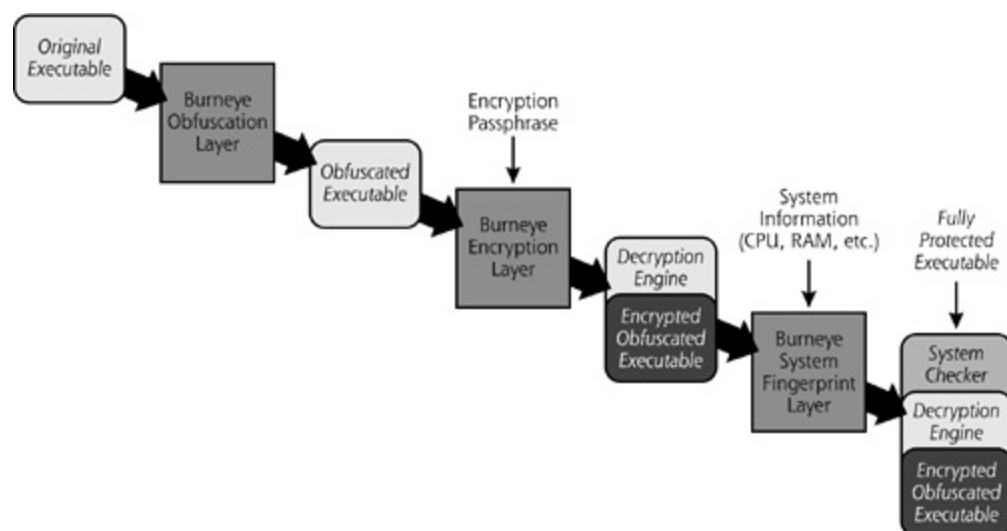 Original
Executable
Burneye
Obfuscation
Layer
Obfuscated
Executable
Encryption
Passphrase
Burneye
Encryption
Layer
Decryption
Engine
Encrypted
Obfuscated
Executable
System
Information
(CPU, RAM, etc.)
Burneye
System
Fingerprint
Layer
Fully
Protected
Executable
System
Checker
Decryption
Engine
Encrypted
Obfuscated
Executable